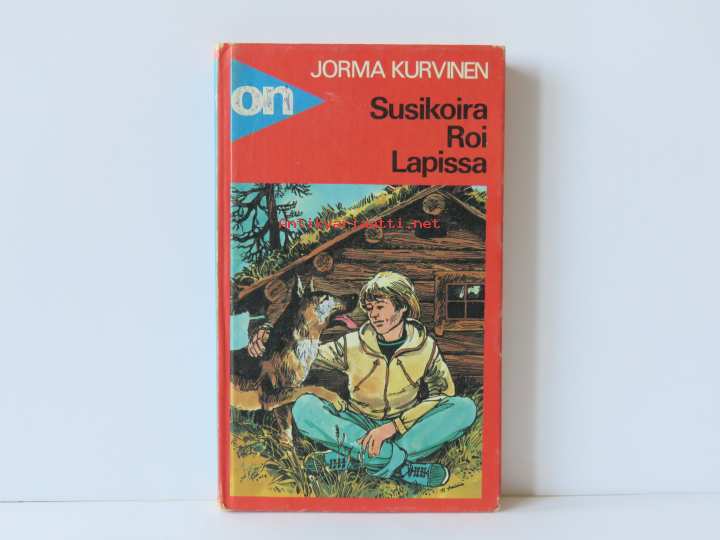 JORMA KURVINEN
on
Susikoira
Roi
Lapissa
antikvariaatti.net